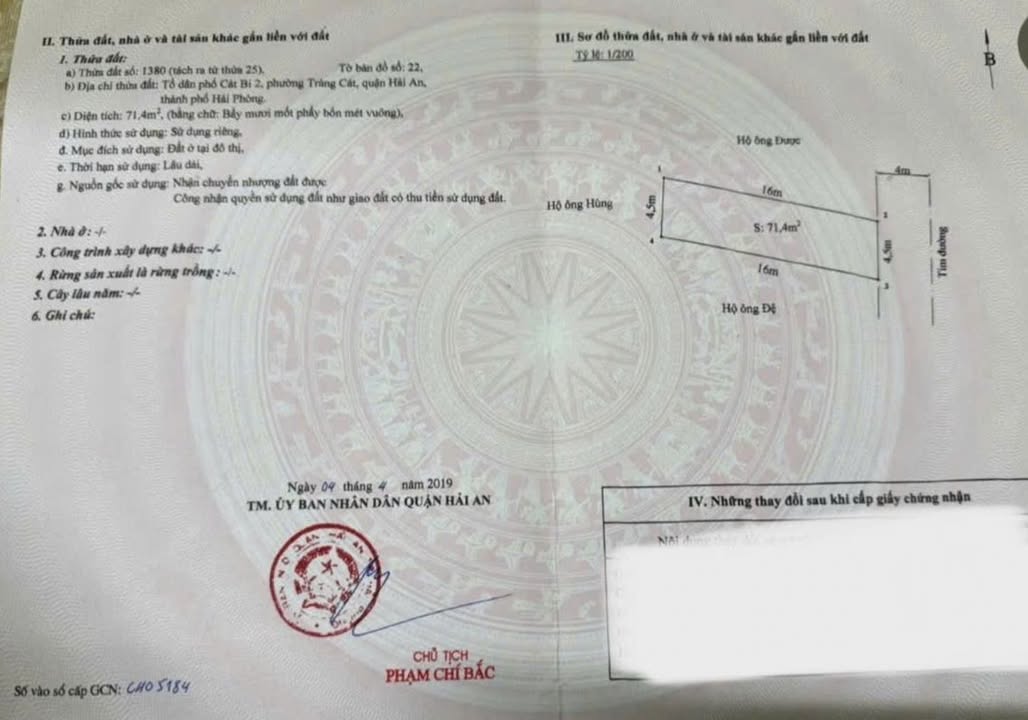 II. Thửa đất, nhà ở và tài sản khác gắn liền với đất
1. Thửa đất:
a) Thửa đất số: 1380 (tách ra từ thửa 25). Tờ bản đồ số: 22,
b) Địa chỉ thửa đất: Tổ dân phố Cát Bi 2, phường Tràng Cát, quận Hải An,
thành phố Hải Phòng.
c) Diện tích: 71,4m², (bằng chữ: Bẩy mươi mốt phẩy bốn mét vuông),
d) Hình thức sử dụng: Sử dụng riêng,
đ. Mục đích sử dụng: Đất ở tại đô thị,
e. Thời hạn sử dụng: Lâu dài,
g. Nguồn gốc sử dụng: Nhận chuyển nhượng đất được
Công nhận quyền sử dụng đất như giao đất có thu tiền sử dụng đất.
2. Nhà ở: -/-
3. Công trình xây dựng khác: -/-
4. Rừng sản xuất là rừng trồng : -/-
5. Cây lâu năm: -/-
6. Ghi chú:
Ngày 04 tháng 4 năm 2019
TM. ỦY BAN NHÂN DÂN QUẬN HẢI AN
CHỦ TỊCH
PHẠM CHÍ BẮC
Số vào sổ cấp GCN: CH05184
III. Sơ đồ thửa đất, nhà ở và tài sản khác gắn liền với đất
Tỷ lệ: 1/200
B
Hộ ông Được
4m
1
16m
2
Hộ ông Hùng
4,5m
S: 71,4m²
4,5m
Tim đường
4
16m
3
Hộ ông Đệ
IV. Những thay đổi sau khi cấp giấy chứng nhận